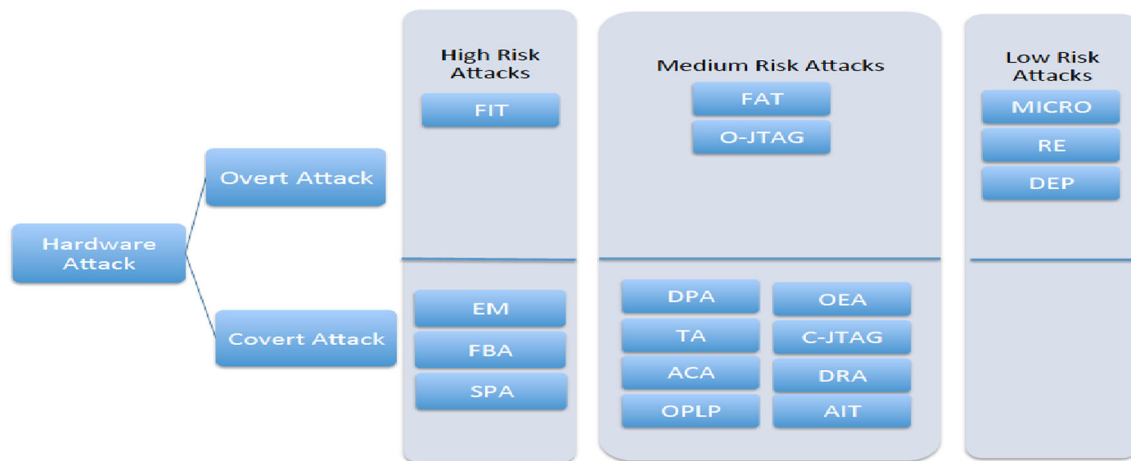 High Risk
Attacks
FIT
Medium Risk Attacks
FAT
O-JTAG
Low Risk
Attacks
MICRO
RE
DEP
Overt Attack
Hardware
Attack
Covert Attack
EM
FBA
SPA
DPA
OEA
TA
C-JTAG
ACA
DRA
OPLP
AIT